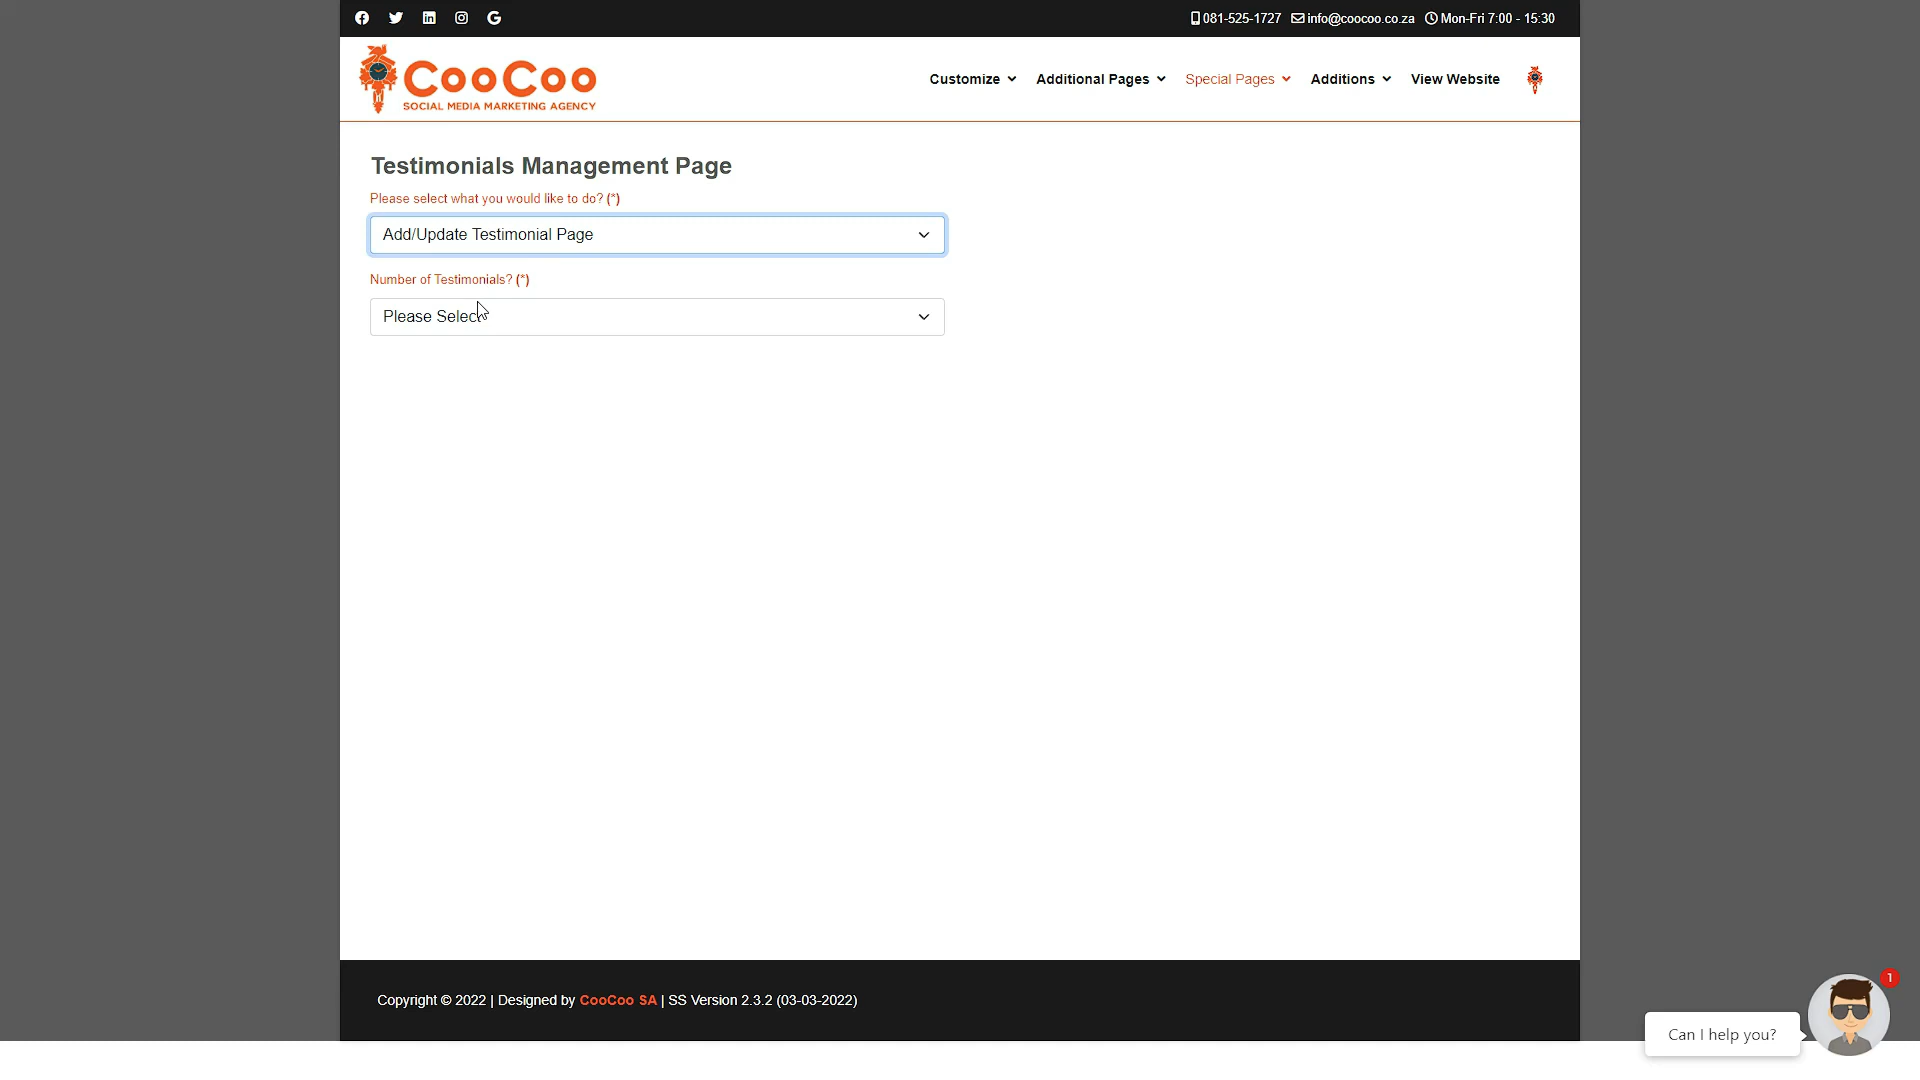 081-525-1727 info@coocoo.co.za Mon-Fri 7:00 - 15:30
CooCoo
SOCIAL MEDIA MARKETING AGENCY
Customize Additional Pages Special Pages Additions View Website
Testimonials Management Page
Please select what you would like to do? (*)
Add/Update Testimonial Page
Number of Testimonials? (*)
Please Select
Copyright © 2022 | Designed by CooCoo SA | SS Version 2.3.2 (03-03-2022)
1
Can I help you?